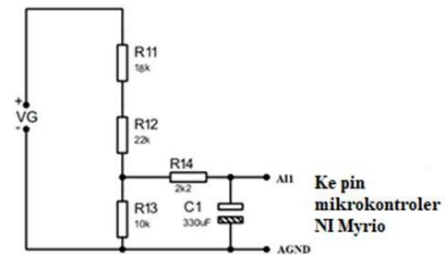 R11
18k
+
VG
-
R12
22k
R14
2k2
AI1
Ke pin
mikrokontroler
NI Myrio
R13
10k
C1
330uF
AGND